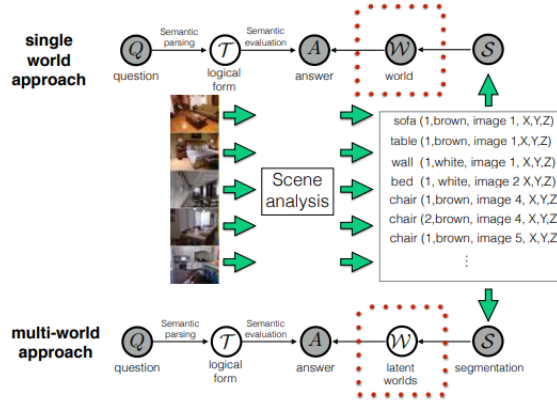 single
world
approach
Semantic
parsing
Semantic
evaluation
Q
T
A
W
S
question
logical
form
answer
world
Scene
analysis
sofa (1,brown, image 1, X,Y,Z)
table (1,brown, image 1,X,Y,Z)
wall (1,white, image 1, X,Y,Z)
bed (1, white, image 2 X,Y,Z)
chair (1,brown, image 4, X,Y,Z
chair (2,brown, image 4, X,Y,Z
chair (1,brown, image 5, X,Y,Z
⋮
multi-world
approach
Semantic
parsing
Semantic
evaluation
Q
T
A
W
S
question
logical
form
answer
latent
worlds
segmentation